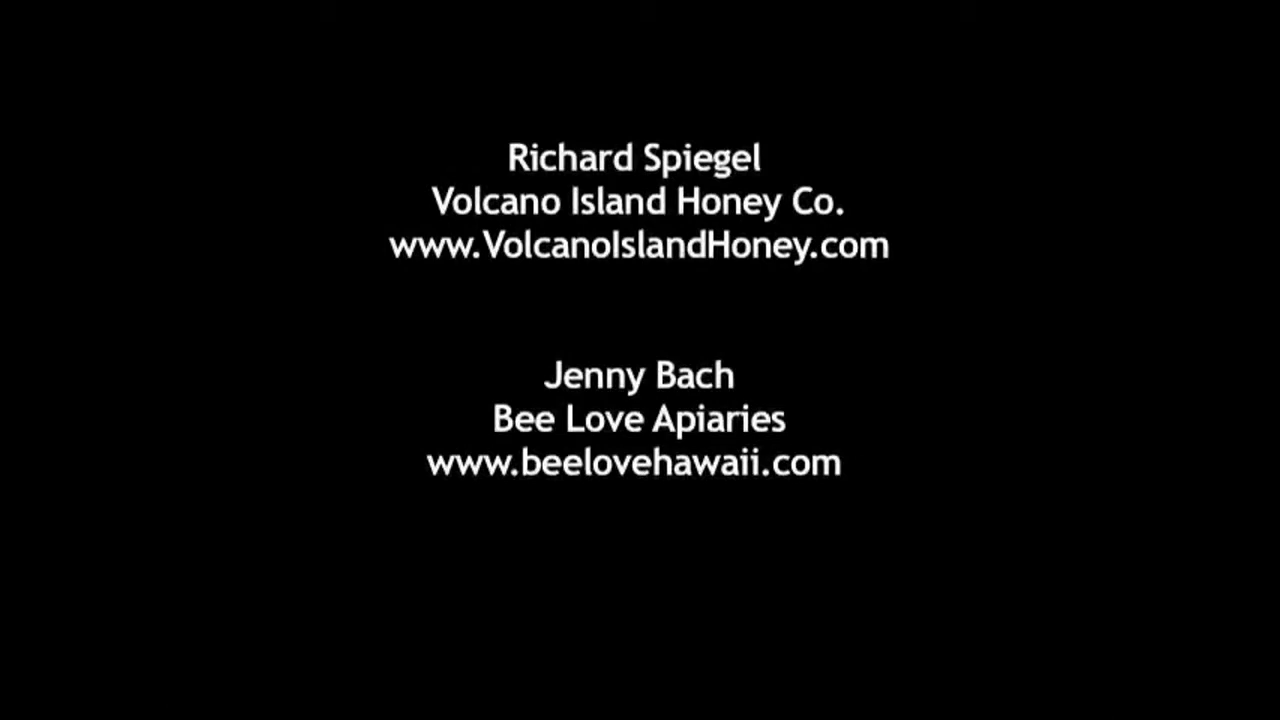 Richard Spiegel
Volcano Island Honey Co.
www.VolcanoIslandHoney.com
Jenny Bach
Bee Love Apiaries
www.beelovehawaii.com